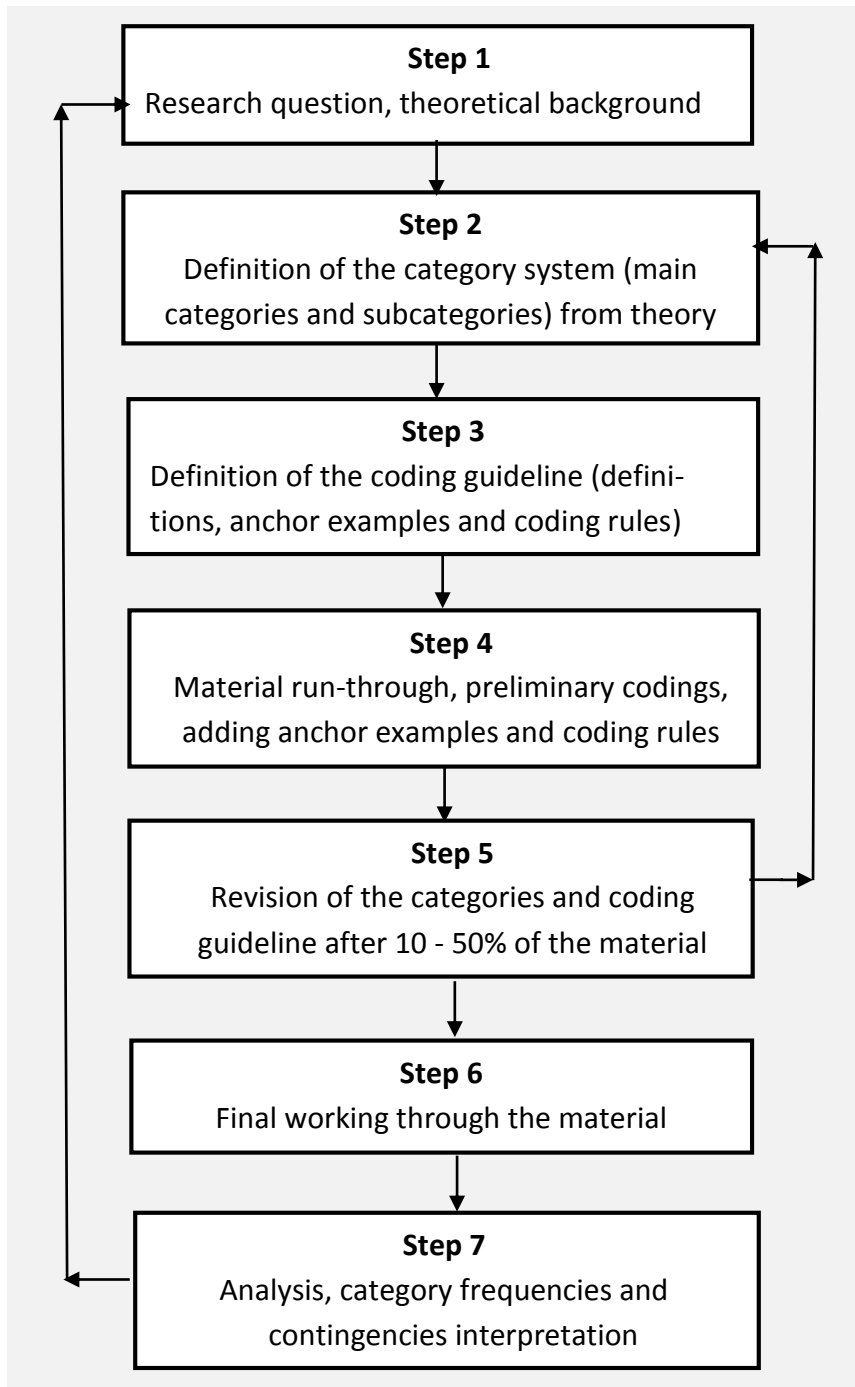 Step 1
Research question, theoretical background
Step 2
Definition of the category system (main
categories and subcategories) from theory
Step 3
Definition of the coding guideline (defini-
tions, anchor examples and coding rules)
Step 4
Material run-through, preliminary codings,
adding anchor examples and coding rules
Step 5
Revision of the categories and coding
guideline after 10 - 50% of the material
Step 6
Final working through the material
Step 7
Analysis, category frequencies and
contingencies interpretation